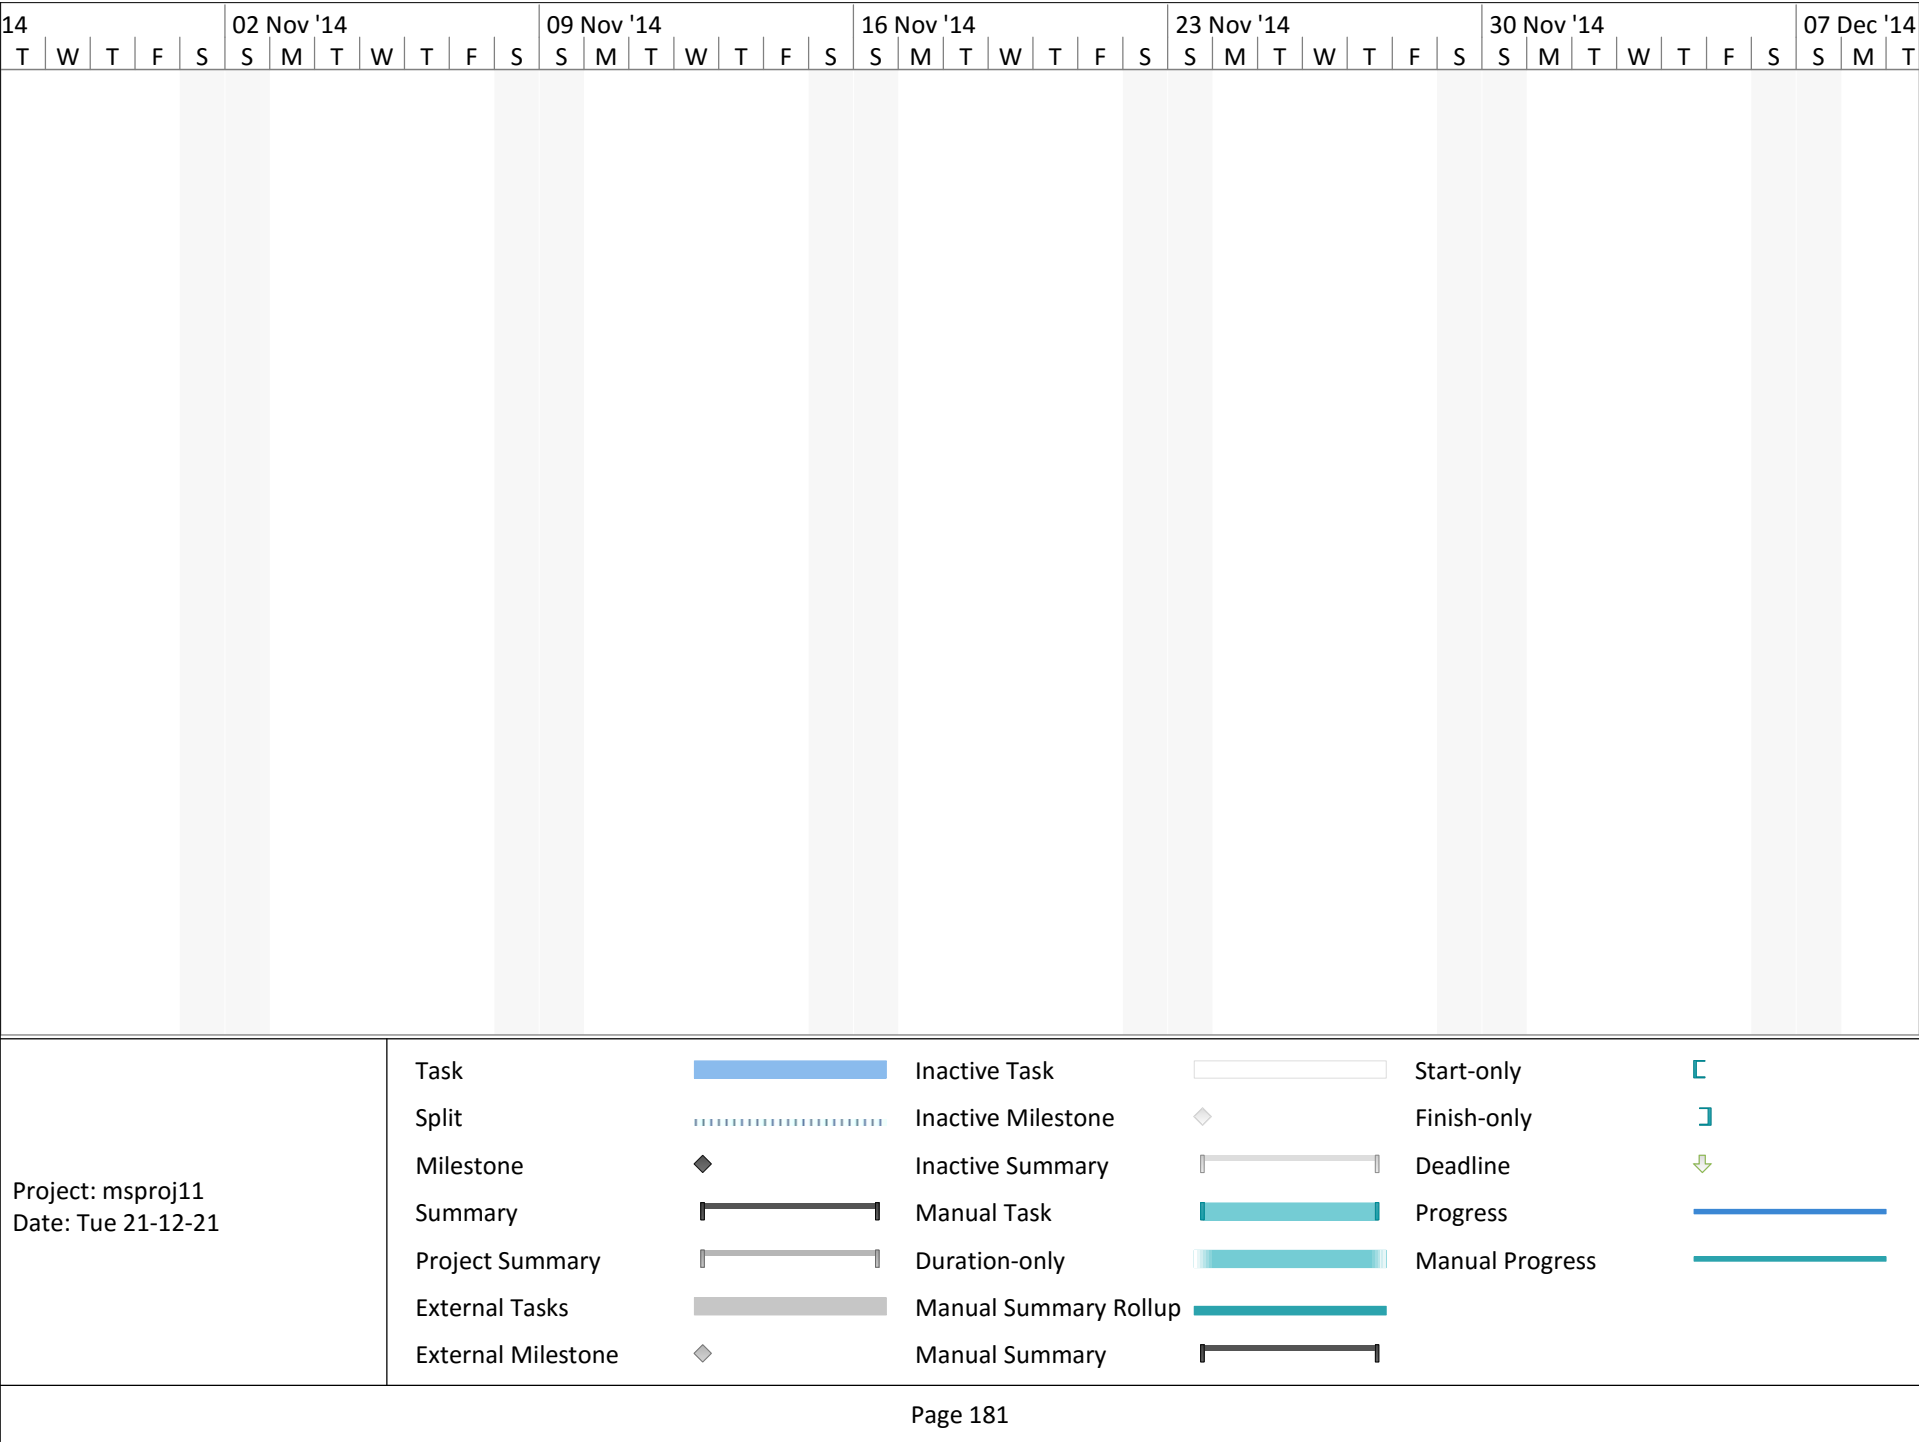 14 02 Nov '14 09 Nov '14 16 Nov '14 23 Nov '14 30 Nov '14 07 Dec '14
T W T F S S M T W T F S S M T W T F S S M T W T F S S M T W T F S S M T W T F S S M T
Task Inactive Task Start-only
Split Inactive Milestone Finish-only
Milestone Inactive Summary Deadline
Project: msproj11
Date: Tue 21-12-21
Summary Manual Task Progress
Project Summary Duration-only Manual Progress
External Tasks Manual Summary Rollup
External Milestone Manual Summary
Page 181